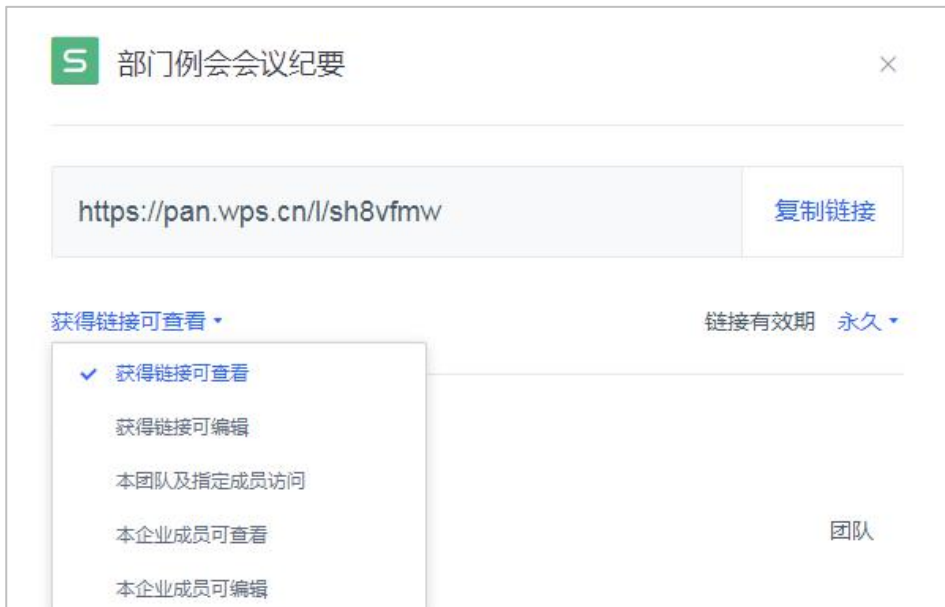 S 部门例会会议纪要
https://pan.wps.cn/l/sh8vfmw 复制链接
获得链接可查看 链接有效期 永久
获得链接可查看
获得链接可编辑
本团队及指定成员访问
本企业成员可查看
团队
本企业成员可编辑